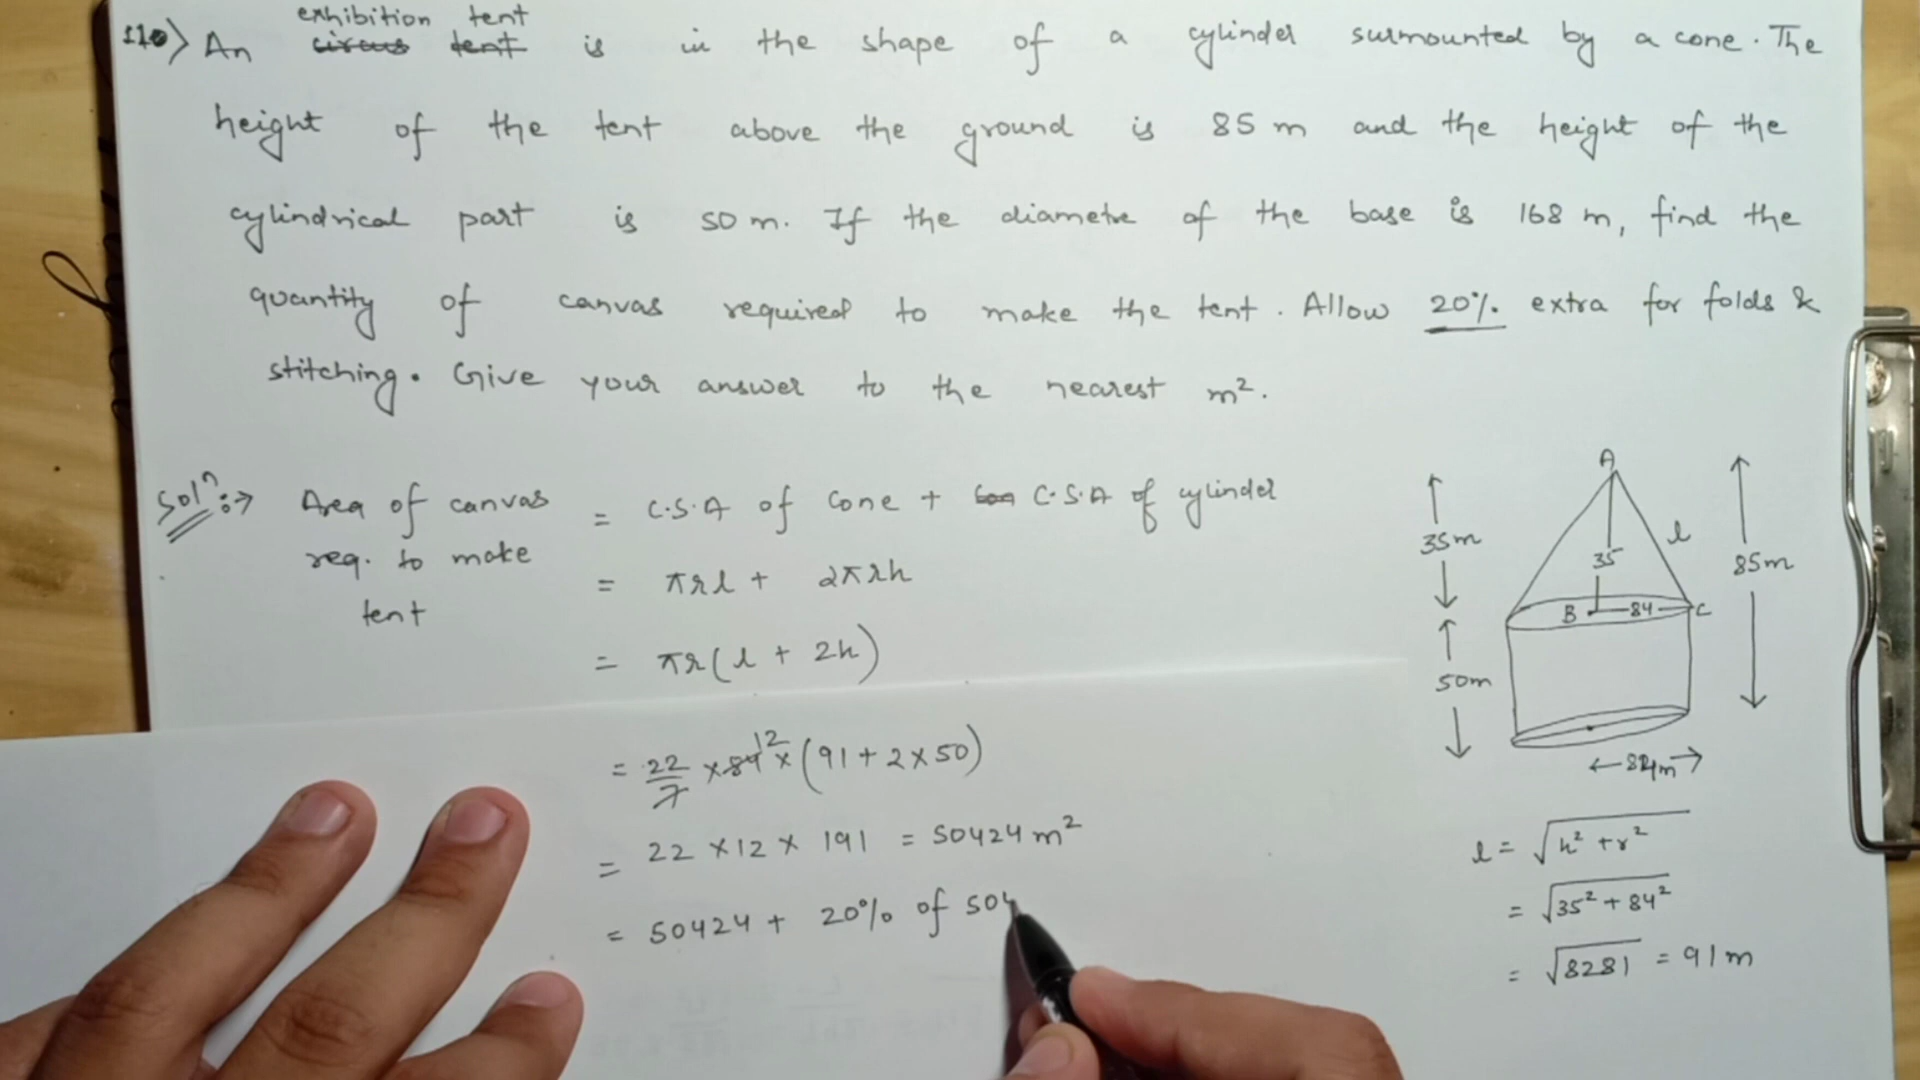 110) An exhibition tent is in the shape of a cylinder surmounted by a cone. The
height of the tent above the ground is 85 m and the height of the
cylindrical part is 50 m. If the diametre of the base is 168 m, find the
quantity of canvas required to make the tent. Allow 20% extra for folds &
stitching. Give your answer to the nearest m².
Solⁿ :→ Area of canvas req. to make tent = C.S.A of Cone + C.S.A of cylinder
= πrl + 2πrh
= πr(l + 2h)
= 22/7 × 84 12 × (91 + 2 × 50)
= 22 × 12 × 191 = 50424 m²
= 50424 + 20% of 504
A
35m
35
l
85m
B
84
C
50m
l = √h² + r²
= √35² + 84²
= √8281 = 91m